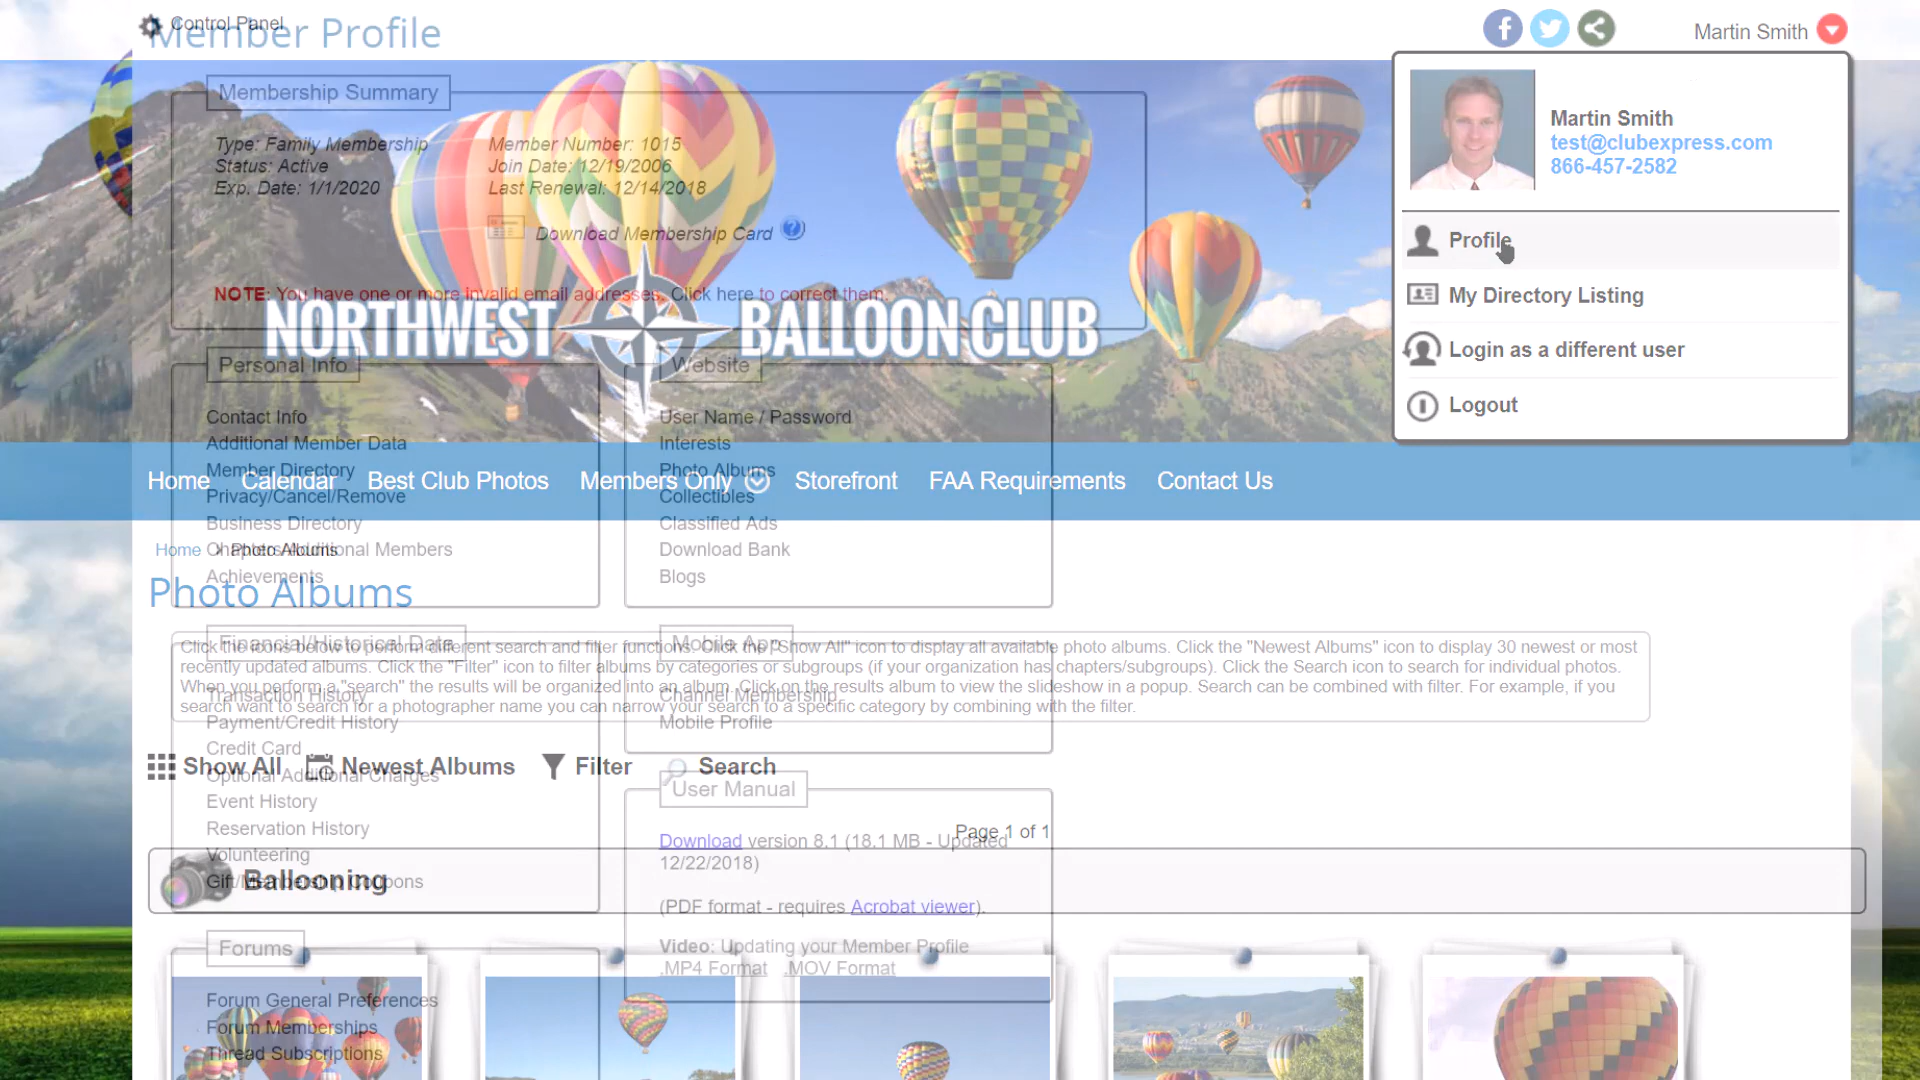 Control Panel
Member Profile
Martin Smith
Membership Summary
Type: Family Membership
Status: Active
Exp. Date: 1/1/2020
Member Number: 1015
Join Date: 12/19/2006
Last Renewal: 12/14/2018
Download Membership Card
NOTE: You have one or more invalid email addresses. Click here to correct them.
NORTHWEST BALLOON CLUB
Martin Smith
test@clubexpress.com
866-457-2582
Profile
My Directory Listing
Login as a different user
Logout
Personal Info
Contact Info
Additional Member Data
Member Directory
Privacy/Cancel/Remove
Business Directory
Chapters
Additional Members
Achievements
Website
User Name / Password
Interests
Photo Albums
Collectibles
Classified Ads
Download Bank
Blogs
Home
Calendar
Best Club Photos
Members Only
Storefront
FAA Requirements
Contact Us
Home > Photo Albums
Photo Albums
Click the icons below to perform different search and filter functions. Click the "Show All" icon to display all available photo albums. Click the "Newest Albums" icon to display 30 newest or most
recently updated albums. Click the "Filter" icon to filter albums by categories or subgroups (if your organization has chapters/subgroups). Click the Search icon to search for individual photos.
When you perform a "search" the results will be organized into an album. Click on the results album to view the slideshow in a popup. Search can be combined with filter. For example, if you
search want to search for a photographer name you can narrow your search to a specific category by combining with the filter.
Financial/Historical Data
Transaction History
Payment/Credit History
Credit Card
Optional Additional Charges
Event History
Reservation History
Volunteering
Gift/Membership Coupons
Mobile App
Channel Membership
Mobile Profile
Show All
Newest Albums
Filter
Search
User Manual
Download version 8.1 (18.1 MB - Updated
12/22/2018)
(PDF format - requires Acrobat viewer).
Video: Updating your Member Profile
.MP4 Format .MOV Format
Page 1 of 1
Ballooning
Forums
Forum General Preferences
Forum Memberships
Thread Subscriptions